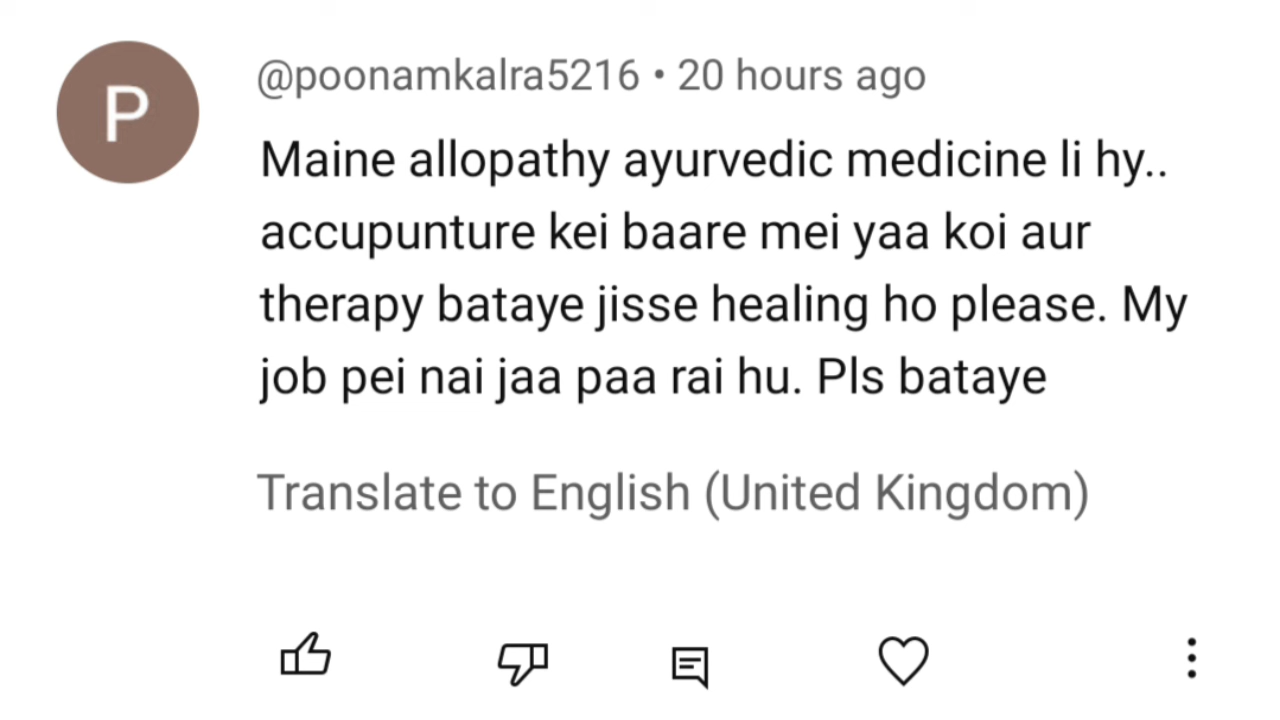 P
@poonamkalra5216 • 20 hours ago
Maine allopathy ayurvedic medicine li hy..
accupunture kei baare mei yaa koi aur
therapy bataye jisse healing ho please. My
job pei nai jaa paa rai hu. Pls bataye
Translate to English (United Kingdom)